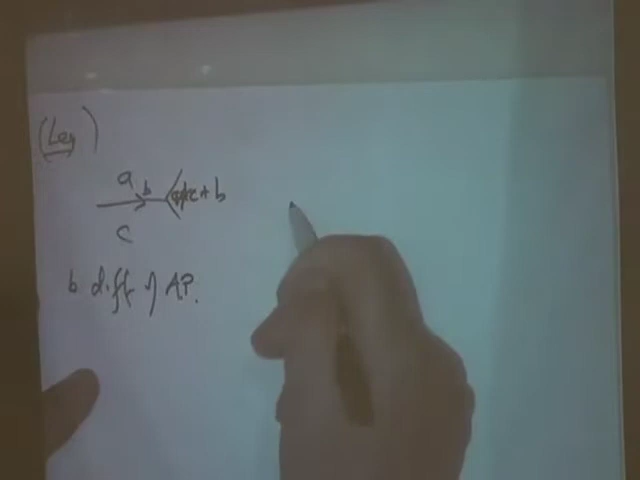 (Leg)
a
b
+ b
c
b diff of AP.